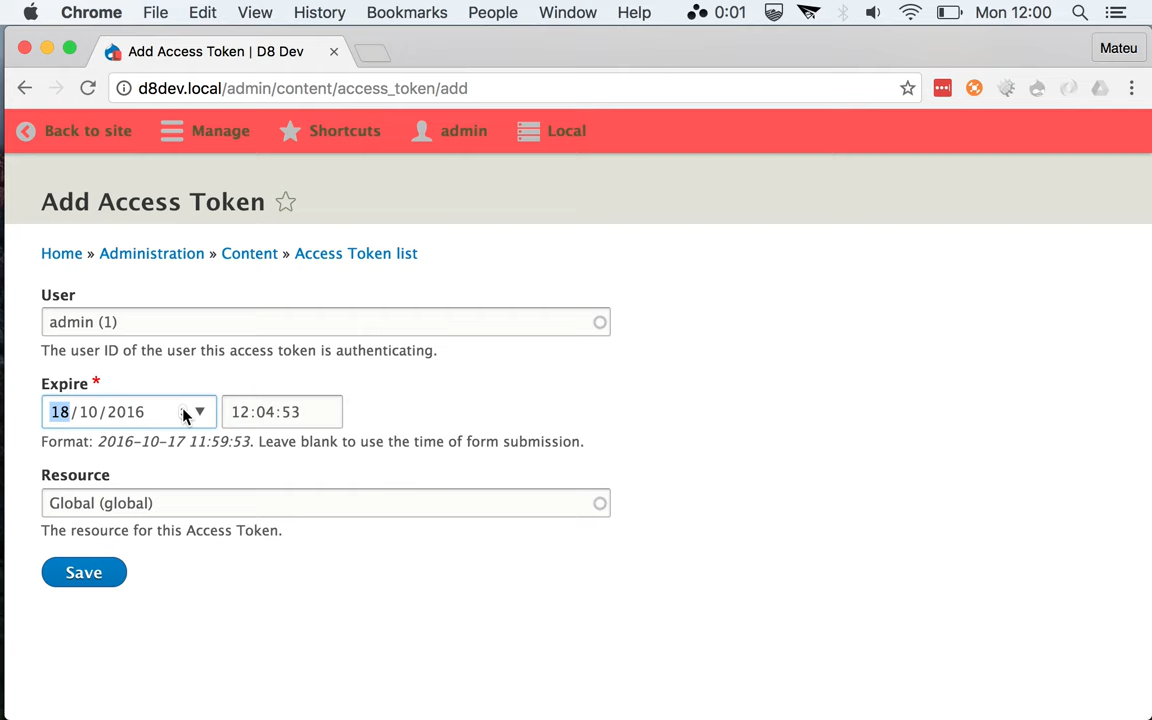 Chrome File Edit View History Bookmarks People Window Help 0:01 Mon 12:00
Add Access Token | D8 Dev × Mateu
d8dev.local/admin/content/access_token/add
Back to site Manage Shortcuts admin Local
Add Access Token
Home » Administration » Content » Access Token list
User
admin (1)
The user ID of the user this access token is authenticating.
Expire *
18/10/2016 12:04:53
Format: 2016-10-17 11:59:53. Leave blank to use the time of form submission.
Resource
Global (global)
The resource for this Access Token.
Save